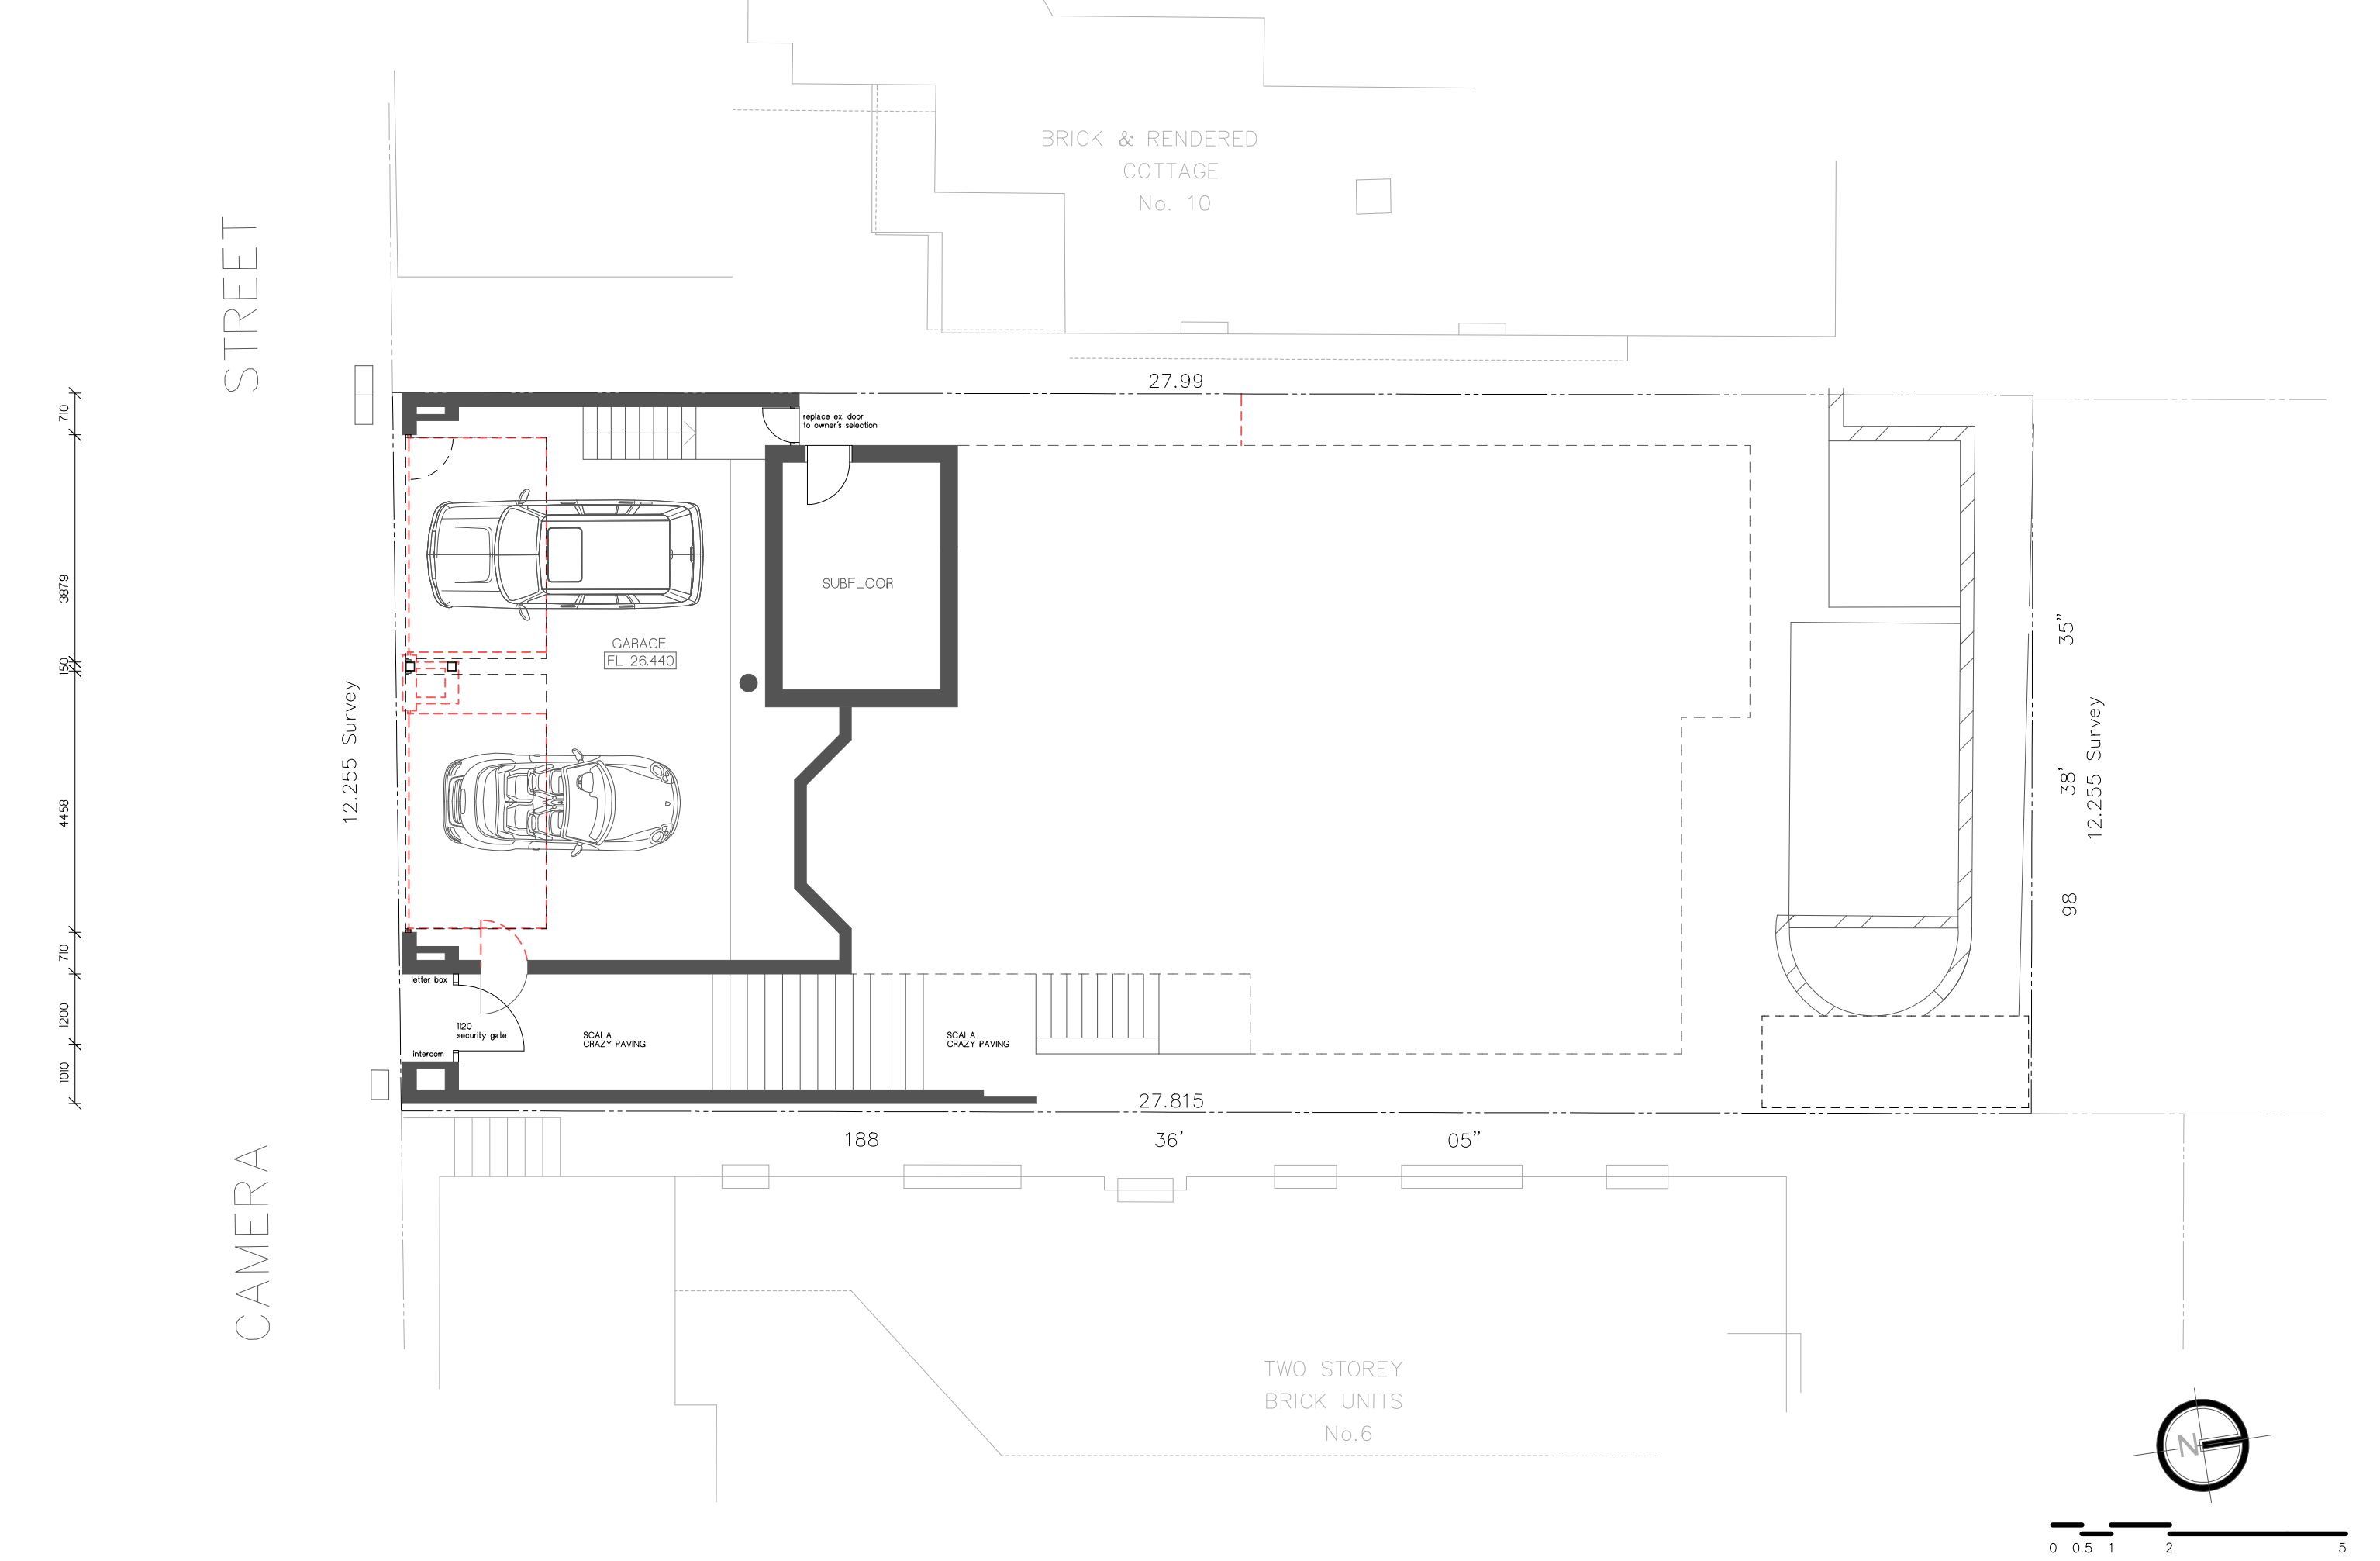 BRICK & RENDERED
COTTAGE
No. 10
STREET
27.99
710
replace ex. door
to owner's selection
3879
SUBFLOOR
35"
GARAGE
FL 26.440
150
12.255 Survey
38'
12.255 Survey
4458
98
710
letter box
1200
1120
security gate
SCALA
CRAZY PAVING
SCALA
CRAZY PAVING
intercom
1010
27.815
188
36'
05"
CAMERA
TWO STOREY
BRICK UNITS
No.6
N
0
0.5
1
2
5